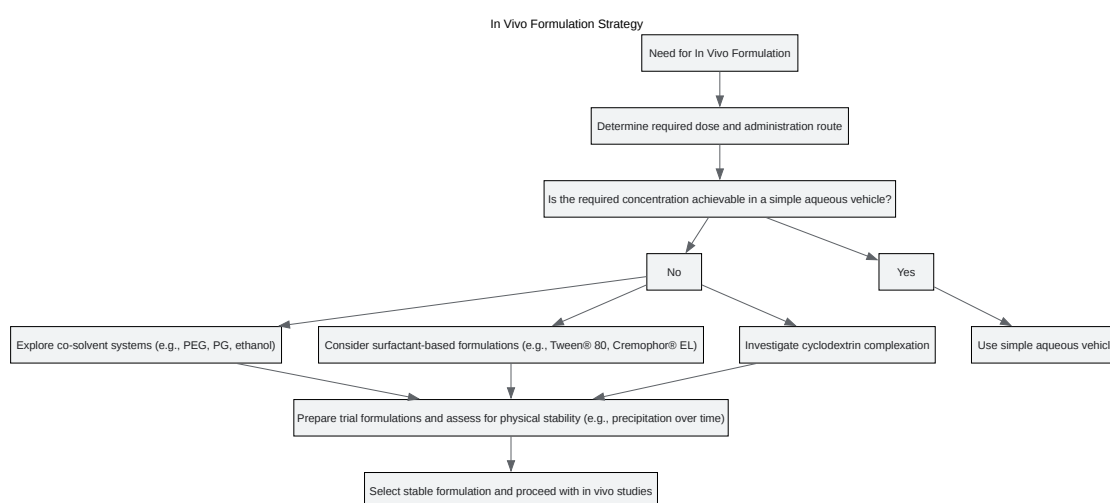 In Vivo Formulation Strategy
Need for In Vivo Formulation
Determine required dose and administration route
Is the required concentration achievable in a simple aqueous vehicle?
No
Yes
Explore co-solvent systems (e.g., PEG, PG, ethanol)
Consider surfactant-based formulations (e.g., Tween® 80, Cremophor® EL)
Investigate cyclodextrin complexation
Use simple aqueous
Prepare trial formulations and assess for physical stability (e.g., precipitation over time)
Select stable formulation and proceed with in vivo studies